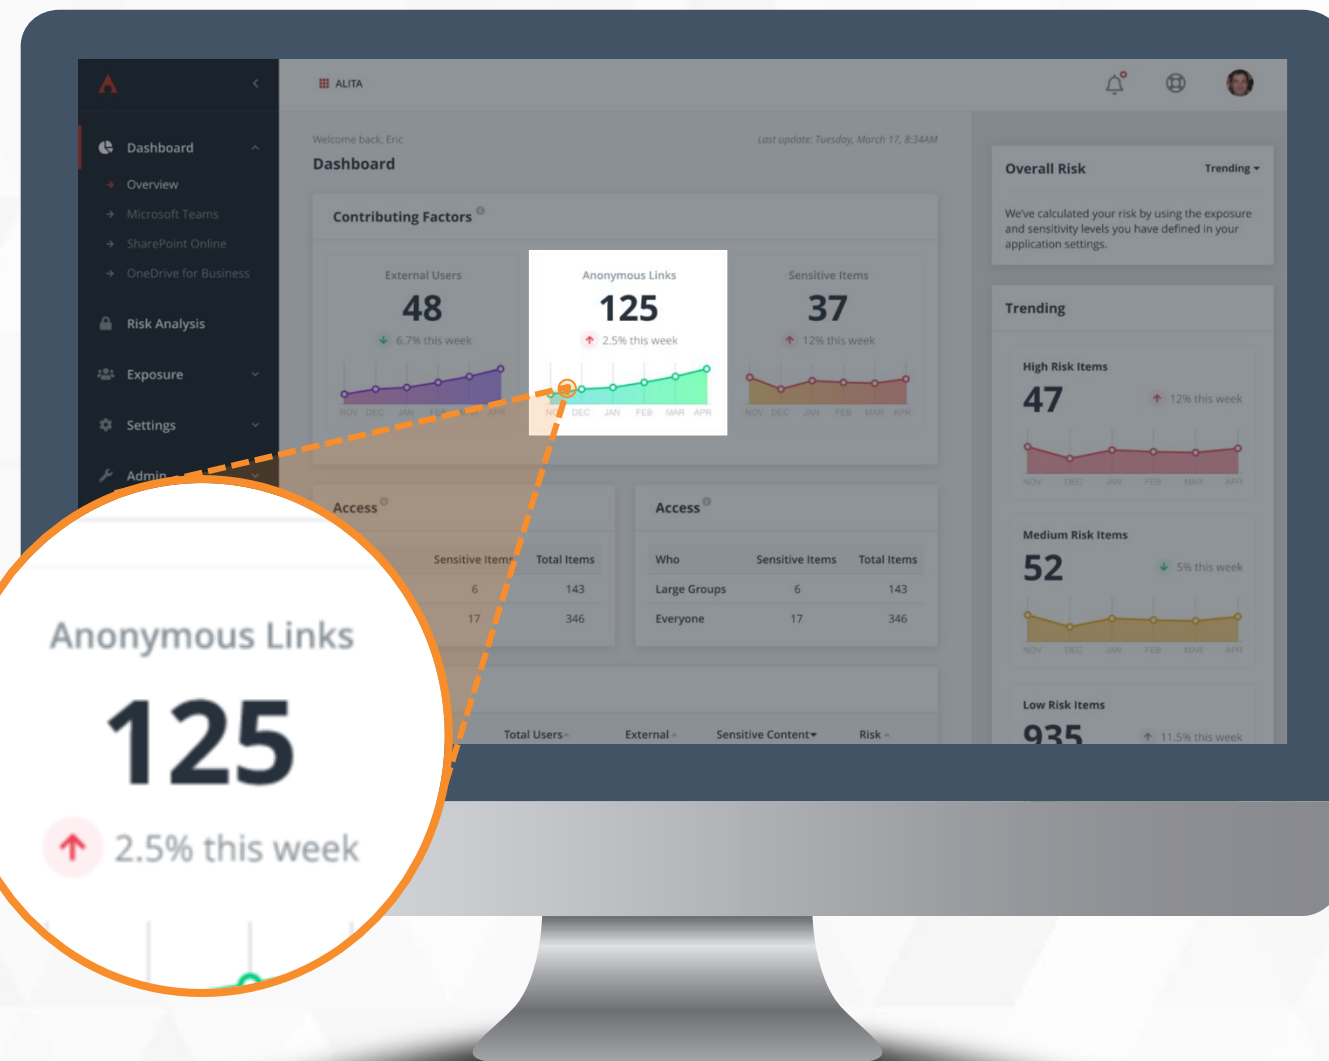 ALITA
Dashboard
Overview
Microsoft Teams
SharePoint Online
OneDrive for Business
Risk Analysis
Exposure
Settings
Admin
Welcome back, Eric
Last update: Tuesday, March 17, 8:34AM
Dashboard
Contributing Factors
External Users
48
6.7% this week
NOV DEC JAN FEB MAR APR
Anonymous Links
125
2.5% this week
NOV DEC JAN FEB MAR APR
Sensitive Items
37
12% this week
NOV DEC JAN FEB MAR APR
Access
Sensitive Items Total Items
6 143
17 346
Access
Who Sensitive Items Total Items
Large Groups 6 143
Everyone 17 346
Total Users External Sensitive Content Risk
Overall Risk Trending
We've calculated your risk by using the exposure
and sensitivity levels you have defined in your
application settings.
Trending
High Risk Items
47
12% this week
NOV DEC JAN FEB MAR APR
Medium Risk Items
52
5% this week
NOV DEC JAN FEB MAR APR
Low Risk Items
935
11.5% this week
Anonymous Links
125
2.5% this week